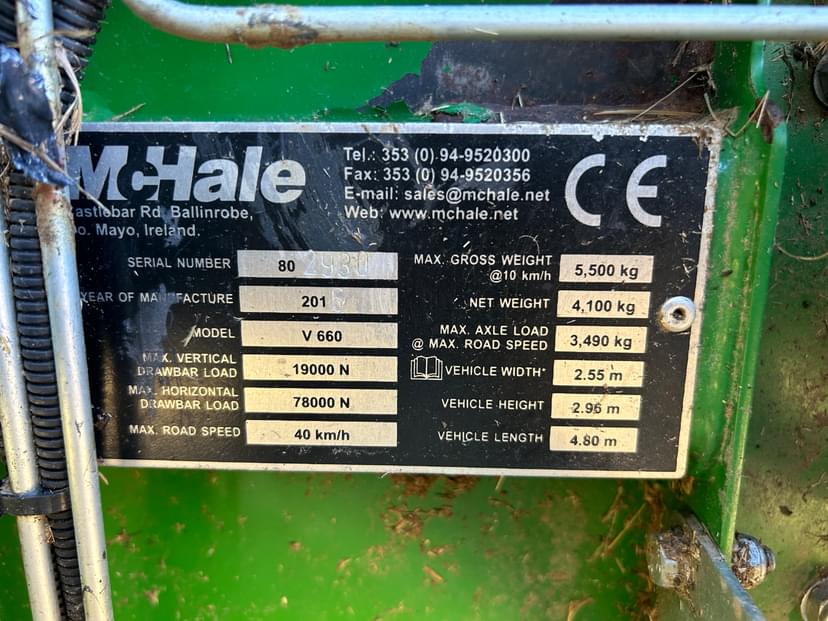 McHale
Castlebar Rd, Ballinrobe,
Co. Mayo, Ireland.
Tel.: 353 (0) 94-9520300
Fax: 353 (0) 94-9520356
E-mail: sales@mchale.net
Web: www.mchale.net
CE
SERIAL NUMBER 80 2930
YEAR OF MANUFACTURE 201
MODEL V 660
MAX. VERTICAL
DRAWBAR LOAD 19000 N
MAX. HORIZONTAL
DRAWBAR LOAD 78000 N
MAX. ROAD SPEED 40 km/h
MAX. GROSS WEIGHT
@10 km/h 5,500 kg
NET WEIGHT 4,100 kg
MAX. AXLE LOAD
@ MAX. ROAD SPEED 3,490 kg
VEHICLE WIDTH* 2.55 m
VEHICLE HEIGHT 2.96 m
VEHICLE LENGTH 4.80 m